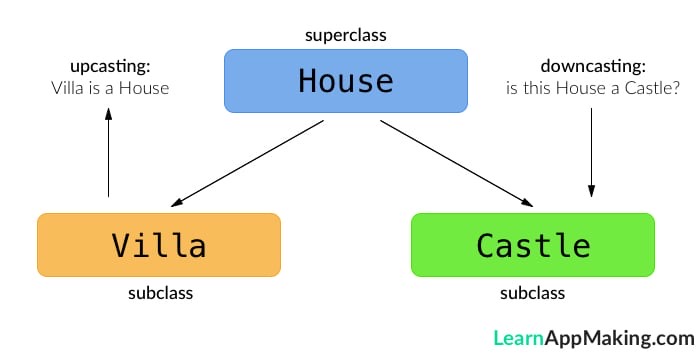 superclass
House
upcasting:
Villa is a House
downcasting:
is this House a Castle?
Villa
subclass
Castle
subclass
LearnAppMaking.com